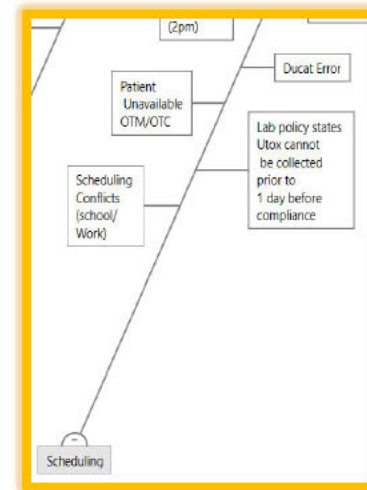 (2pm)
Ducat Error
Patient
Unavailable
OTM/OTC
Lab policy states
Utox cannot
be collected
prior to
1 day before
compliance
Scheduling
Conflicts
(school/
Work)
Scheduling